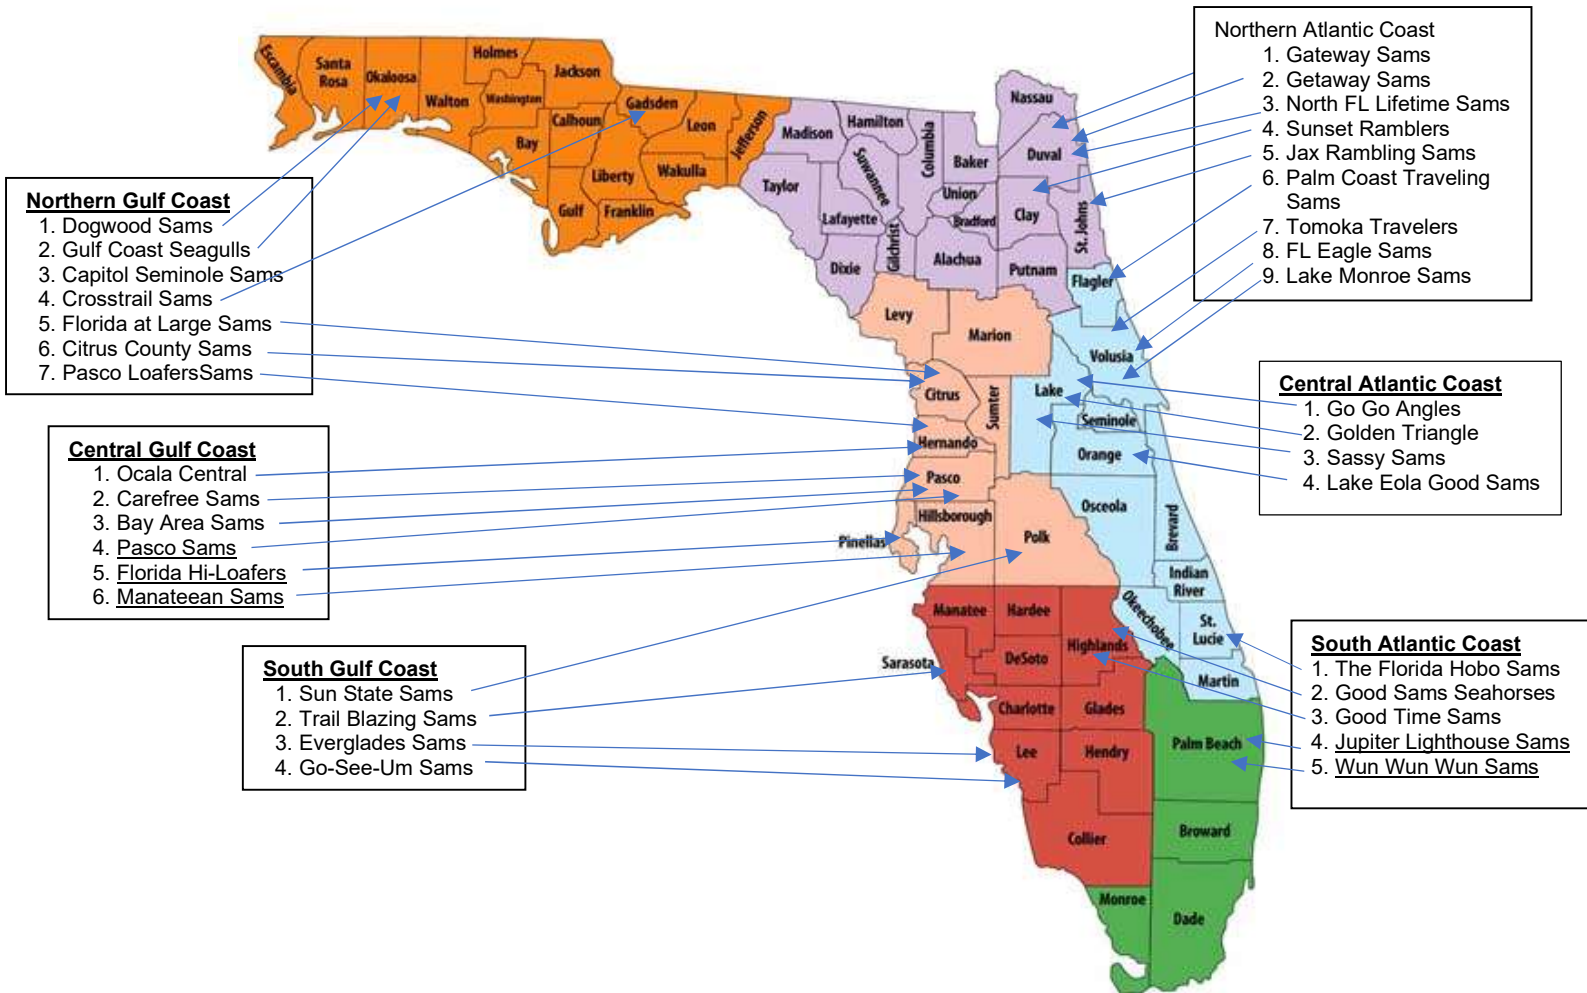 Northern Atlantic Coast
1. Gateway Sams
2. Getaway Sams
3. North FL Lifetime Sams
4. Sunset Ramblers
5. Jax Rambling Sams
6. Palm Coast Traveling
Sams
7. Tomoka Travelers
8. FL Eagle Sams
9. Lake Monroe Sams
Northern Gulf Coast
1. Dogwood Sams
2. Gulf Coast Seagulls
3. Capitol Seminole Sams
4. Crosstrail Sams
5. Florida at Large Sams
6. Citrus County Sams
7. Pasco LoafersSams
Central Atlantic Coast
1. Go Go Angles
2. Golden Triangle
3. Sassy Sams
4. Lake Eola Good Sams
Central Gulf Coast
1. Ocala Central
2. Carefree Sams
3. Bay Area Sams
4. Pasco Sams
5. Florida Hi-Loafers
6. Manateean Sams
South Gulf Coast
1. Sun State Sams
2. Trail Blazing Sams
3. Everglades Sams
4. Go-See-Um Sams
South Atlantic Coast
1. The Florida Hobo Sams
2. Good Sams Seahorses
3. Good Time Sams
4. Jupiter Lighthouse Sams
5. Wun Wun Wun Sams
Escambia
Santa
Rosa
Okaloosa
Walton
Holmes
Washington
Jackson
Bay
Calhoun
Gulf
Liberty
Gadsden
Franklin
Leon
Wakulla
Jefferson
Madison
Taylor
Hamilton
Suwannee
Lafayette
Dixie
Columbia
Gilchrist
Baker
Union
Bradford
Alachua
Nassau
Duval
Clay
St. Johns
Putnam
Flagler
Levy
Marion
Volusia
Citrus
Sumter
Lake
Seminole
Hernando
Orange
Pasco
Osceola
Brevard
Hillsborough
Pinellas
Polk
Indian
River
Manatee
Hardee
Highlands
Okeechobee
St.
Lucie
Sarasota
DeSoto
Martin
Charlotte
Glades
Lee
Hendry
Palm Beach
Collier
Broward
Monroe
Dade